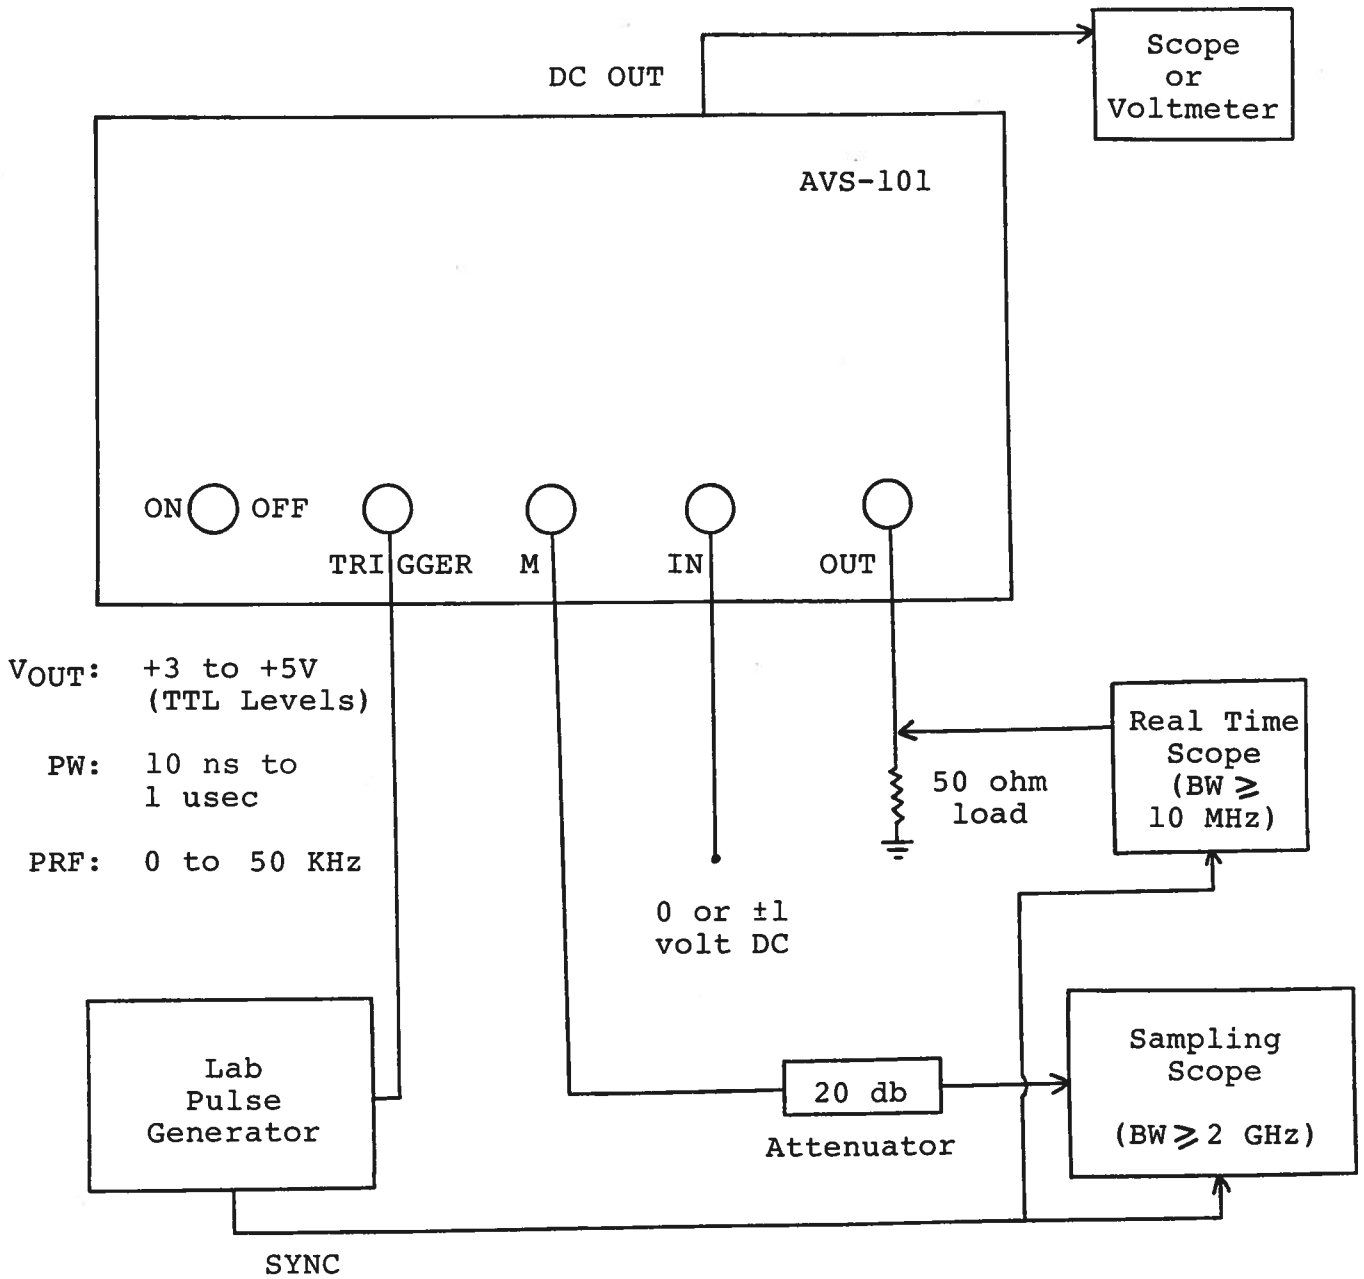 DC OUT
Scope
or
Voltmeter
AVS-101
ON OFF
TRIGGER
M
IN
OUT
VOUT: +3 to +5V
(TTL Levels)
PW: 10 ns to
1 usec
PRF: 0 to 50 KHz
Real Time
Scope
(BW ⩾
10 MHz)
50 ohm
load
0 or ±1
volt DC
Lab
Pulse
Generator
20 db
Attenuator
Sampling
Scope
(BW ⩾ 2 GHz)
SYNC